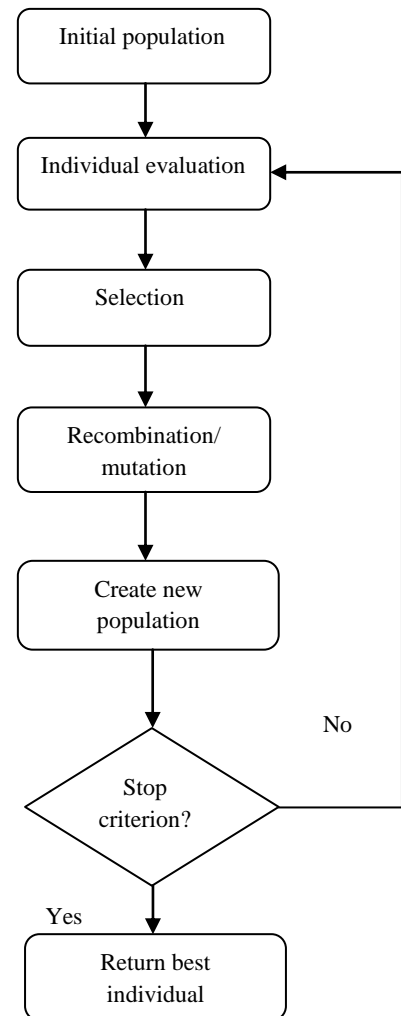 Initial population
Individual evaluation
Selection
Recombination/
mutation
Create new
population
No
Stop
criterion?
Yes
Return best
individual